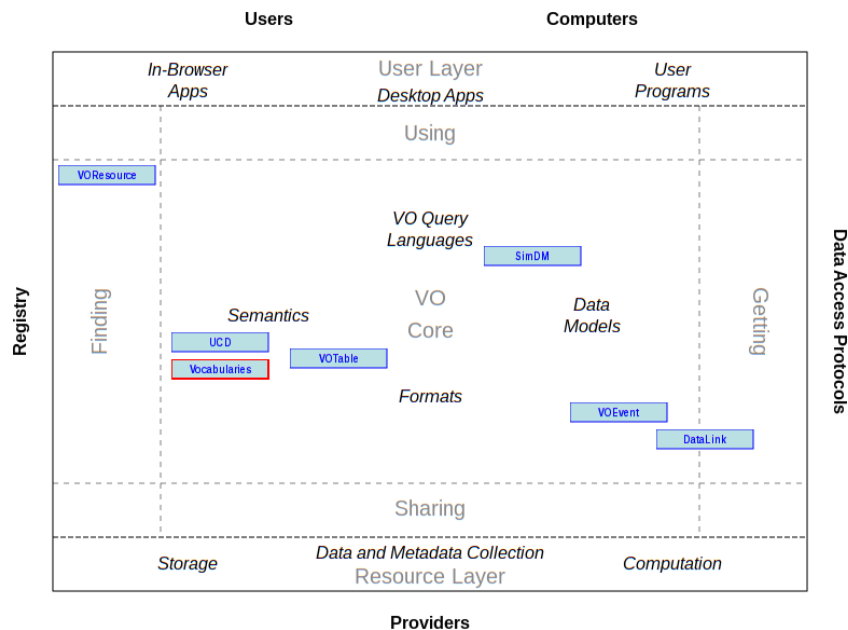 Users
Computers
In-Browser
Apps
User Layer
Desktop Apps
User
Programs
Using
VOResource
VO Query
Languages
SimDM
Registry
Finding
Semantics
VO
Core
Data
Models
Getting
Data Access Protocols
UCD
Vocabularies
VOTable
Formats
VOEvent
DataLink
Sharing
Storage
Data and Metadata Collection
Resource Layer
Computation
Providers